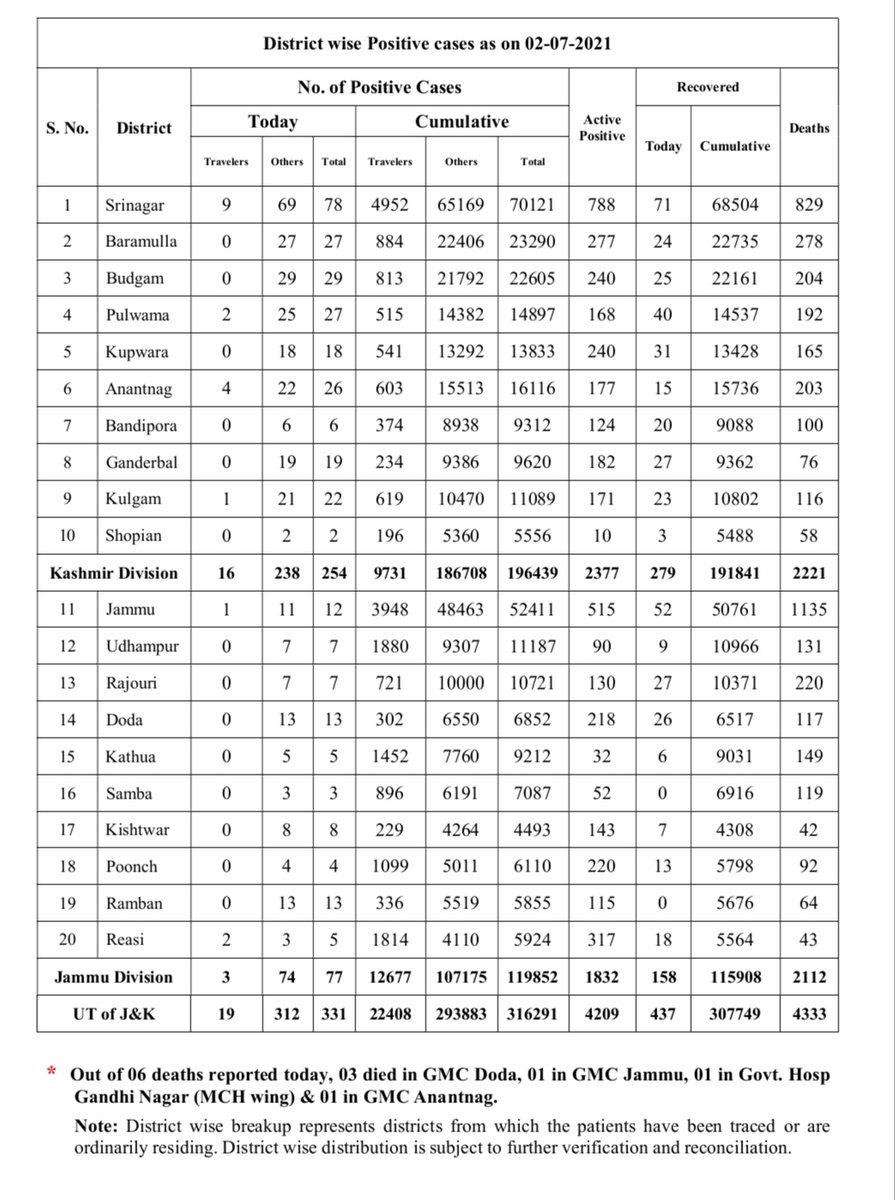 District wise Positive cases as on 02-07-2021
S. No. District No. of Positive Cases Active Positive Recovered Deaths
Today Cumulative Today Cumulative
Travelers Others Total Travelers Others Total
1 Srinagar 9 69 78 4952 65169 70121 788 71 68504 829
2 Baramulla 0 27 27 884 22406 23290 277 24 22735 278
3 Budgam 0 29 29 813 21792 22605 240 25 22161 204
4 Pulwama 2 25 27 515 14382 14897 168 40 14537 192
5 Kupwara 0 18 18 541 13292 13833 240 31 13428 165
6 Anantnag 4 22 26 603 15513 16116 177 15 15736 203
7 Bandipora 0 6 6 374 8938 9312 124 20 9088 100
8 Ganderbal 0 19 19 234 9386 9620 182 27 9362 76
9 Kulgam 1 21 22 619 10470 11089 171 23 10802 116
10 Shopian 0 2 2 196 5360 5556 10 3 5488 58
Kashmir Division 16 238 254 9731 186708 196439 2377 279 191841 2221
11 Jammu 1 11 12 3948 48463 52411 515 52 50761 1135
12 Udhampur 0 7 7 1880 9307 11187 90 9 10966 131
13 Rajouri 0 7 7 721 10000 10721 130 27 10371 220
14 Doda 0 13 13 302 6550 6852 218 26 6517 117
15 Kathua 0 5 5 1452 7760 9212 32 6 9031 149
16 Samba 0 3 3 896 6191 7087 52 0 6916 119
17 Kishtwar 0 8 8 229 4264 4493 143 7 4308 42
18 Poonch 0 4 4 1099 5011 6110 220 13 5798 92
19 Ramban 0 13 13 336 5519 5855 115 0 5676 64
20 Reasi 2 3 5 1814 4110 5924 317 18 5564 43
Jammu Division 3 74 77 12677 107175 119852 1832 158 115908 2112
UT of J&K 19 312 331 22408 293883 316291 4209 437 307749 4333
* Out of 06 deaths reported today, 03 died in GMC Doda, 01 in GMC Jammu, 01 in Govt. Hosp
Gandhi Nagar (MCH wing) & 01 in GMC Anantnag.
Note: District wise breakup represents districts from which the patients have been traced or are
ordinarily residing. District wise distribution is subject to further verification and reconciliation.